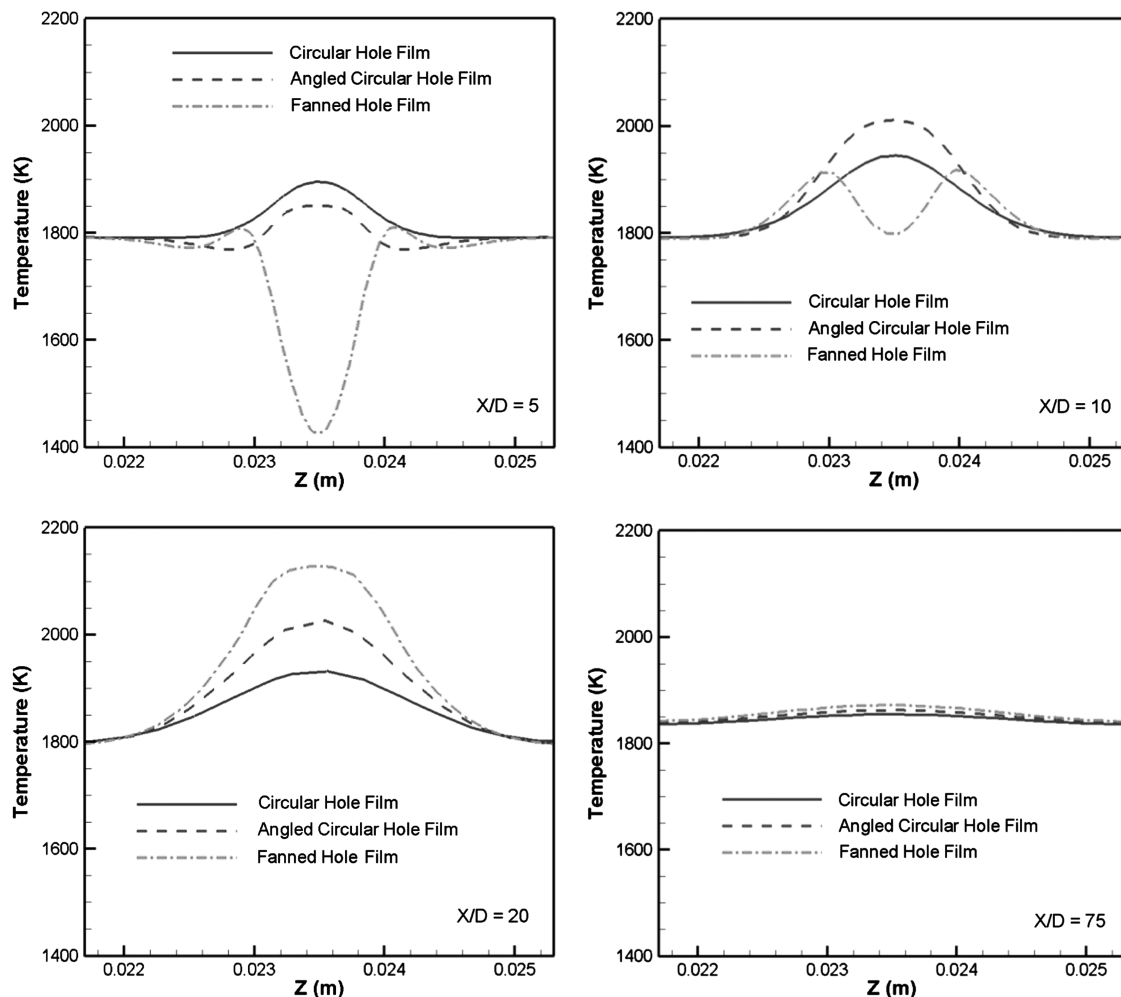 2200
2000
1800
1600
1400
Temperature (K)
Circular Hole Film
Angled Circular Hole Film
Fanned Hole Film
X/D = 5
0.022
0.023
0.024
0.025
Z (m)
2200
2000
1800
1600
1400
Temperature (K)
Circular Hole Film
Angled Circular Hole Film
Fanned Hole Film
X/D = 10
0.022
0.023
0.024
0.025
Z (m)
2200
2000
1800
1600
1400
Temperature (K)
Circular Hole Film
Angled Circular Hole Film
Fanned Hole Film
X/D = 20
0.022
0.023
0.024
0.025
Z (m)
2200
2000
1800
1600
1400
Temperature (K)
Circular Hole Film
Angled Circular Hole Film
Fanned Hole Film
X/D = 75
0.022
0.023
0.024
0.025
Z (m)